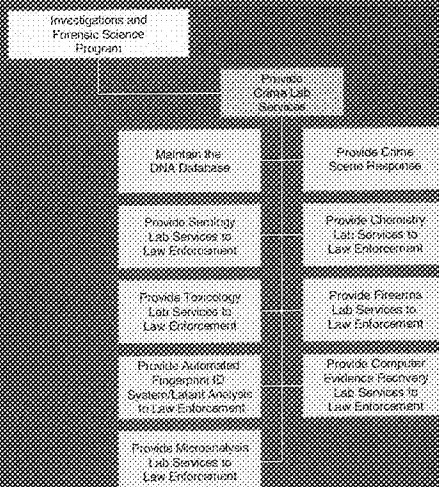 Investigations and
Forensic Science
Program
Provide
Crime Lab
Services
Maintain the
DNA Database
Provide Crime
Scene Response
Provide Serology
Lab Services to
Law Enforcement
Provide Chemistry
Lab Services to
Law Enforcement
Provide Toxicology
Lab Services to
Law Enforcement
Provide Firearms
Lab Services to
Law Enforcement
Provide Automated
Fingerprint ID
System/Latent Analysis
to Law Enforcement
Provide Computer
Evidence Recovery
Lab Services to
Law Enforcement
Provide Microanalysis
Lab Services to
Law Enforcement